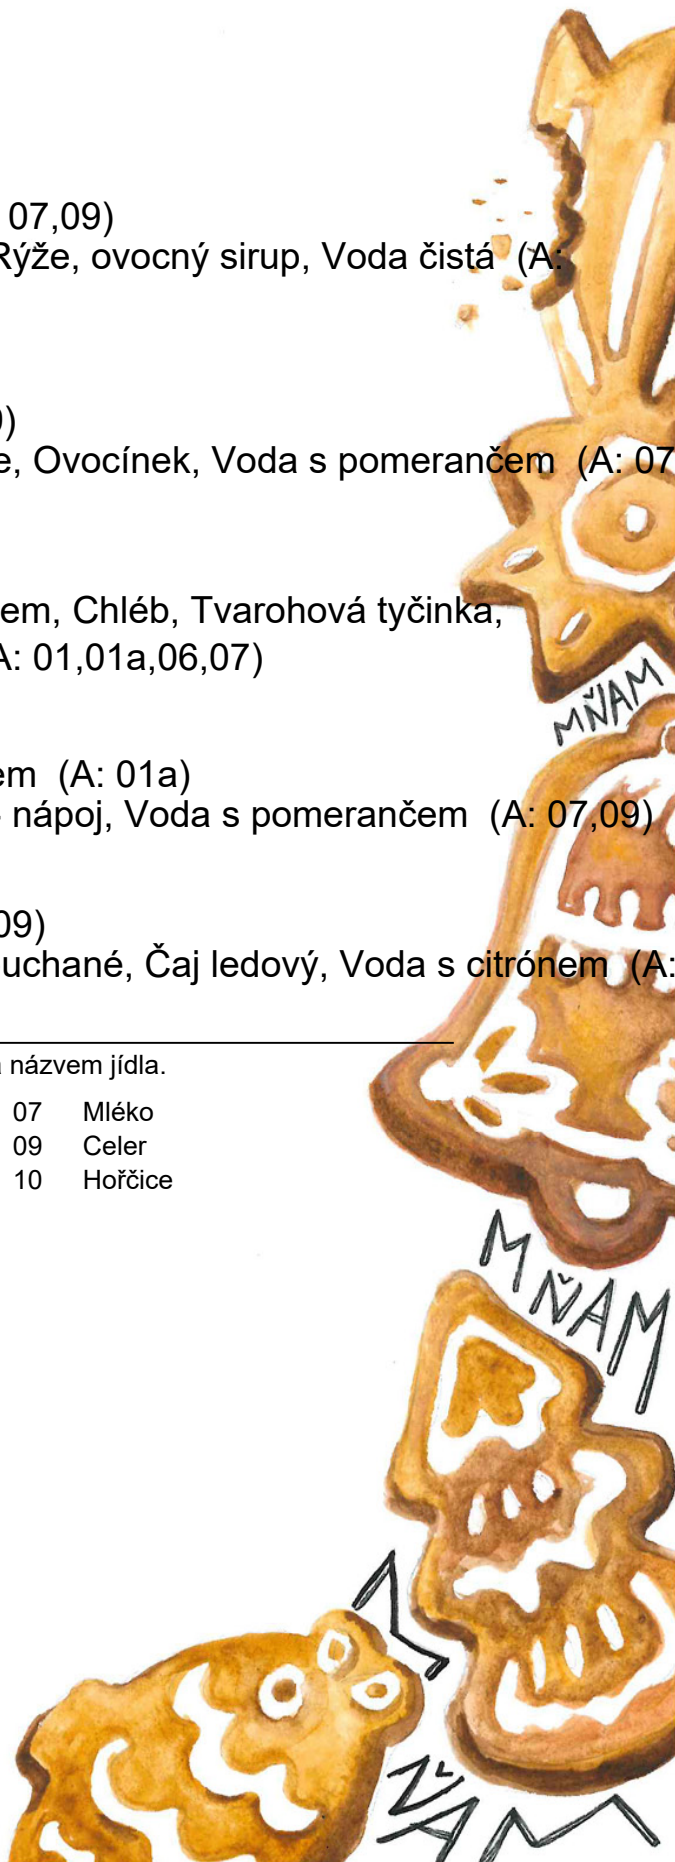 07,09)
Rýže, ovocný sirup, Voda čistá (A:
)
e, Ovocínek, Voda s pomerančem (A: 07
em, Chléb, Tvarohová tyčinka,
A: 01,01a,06,07)
MŇAM
em (A: 01a)
nápoj, Voda s pomerančem (A: 07,09)
09)
uchané, Čaj ledový, Voda s citrónem (A:
a názvem jídla.
07 Mléko
09 Celer
10 Hořčice
MŇAM
MŇAM